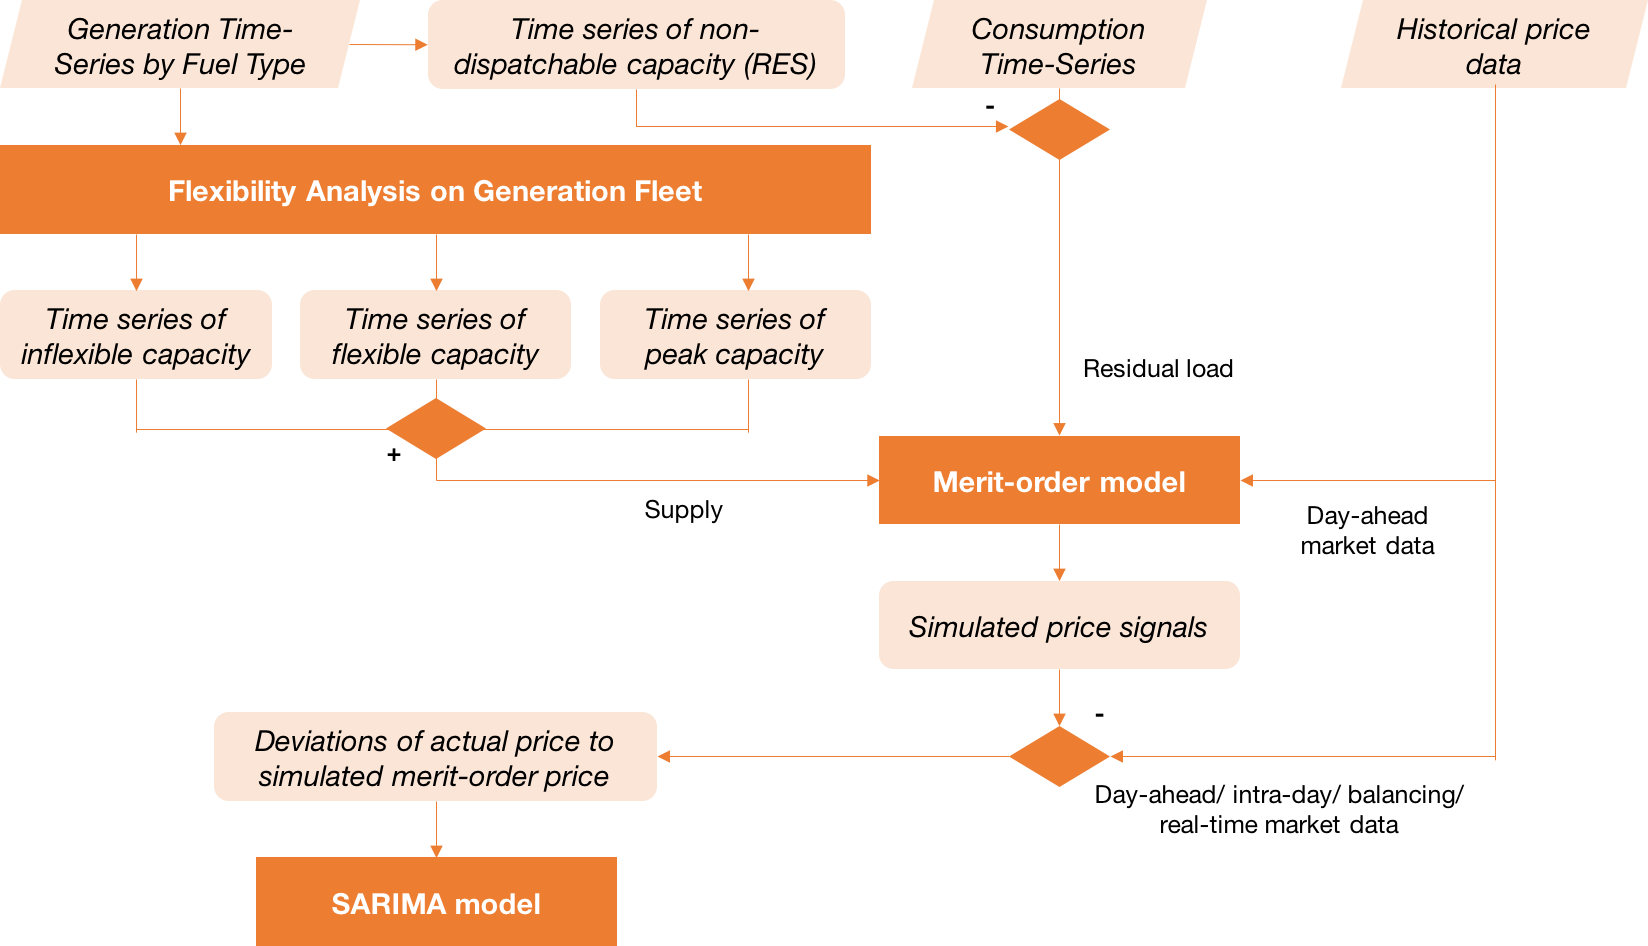 Generation Time-
Series by Fuel Type
Time series of non-
dispatchable capacity (RES)
Consumption
Time-Series
Historical price
data
-
Flexibility Analysis on Generation Fleet
Time series of
inflexible capacity
Time series of
flexible capacity
Time series of
peak capacity
Residual load
+
Supply
Merit-order model
Day-ahead
market data
Simulated price signals
-
Deviations of actual price to
simulated merit-order price
Day-ahead/ intra-day/ balancing/
real-time market data
SARIMA model